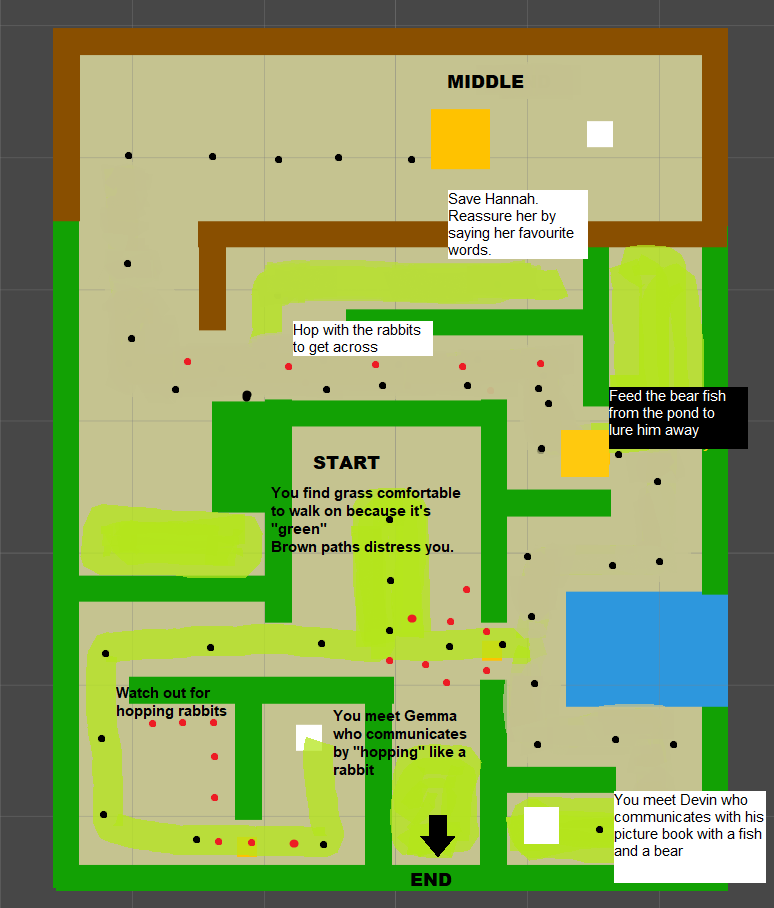 MIDDLE
Save Hannah.
Reassure her by
saying her favourite
words.
Hop with the rabbits
to get across
Feed the bear fish
from the pond to
lure him away
START
You find grass comfortable
to walk on because it's
"green"
Brown paths distress you.
Watch out for
hopping rabbits
You meet Gemma
who communicates
by "hopping" like a
rabbit
You meet Devin who
communicates with his
picture book with a fish
and a bear
END